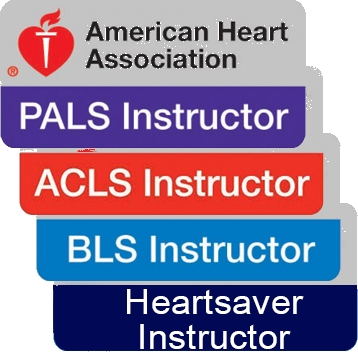 American Heart
Association
®
PALS Instructor
ACLS Instructor
BLS Instructor
Heartsaver
Instructor